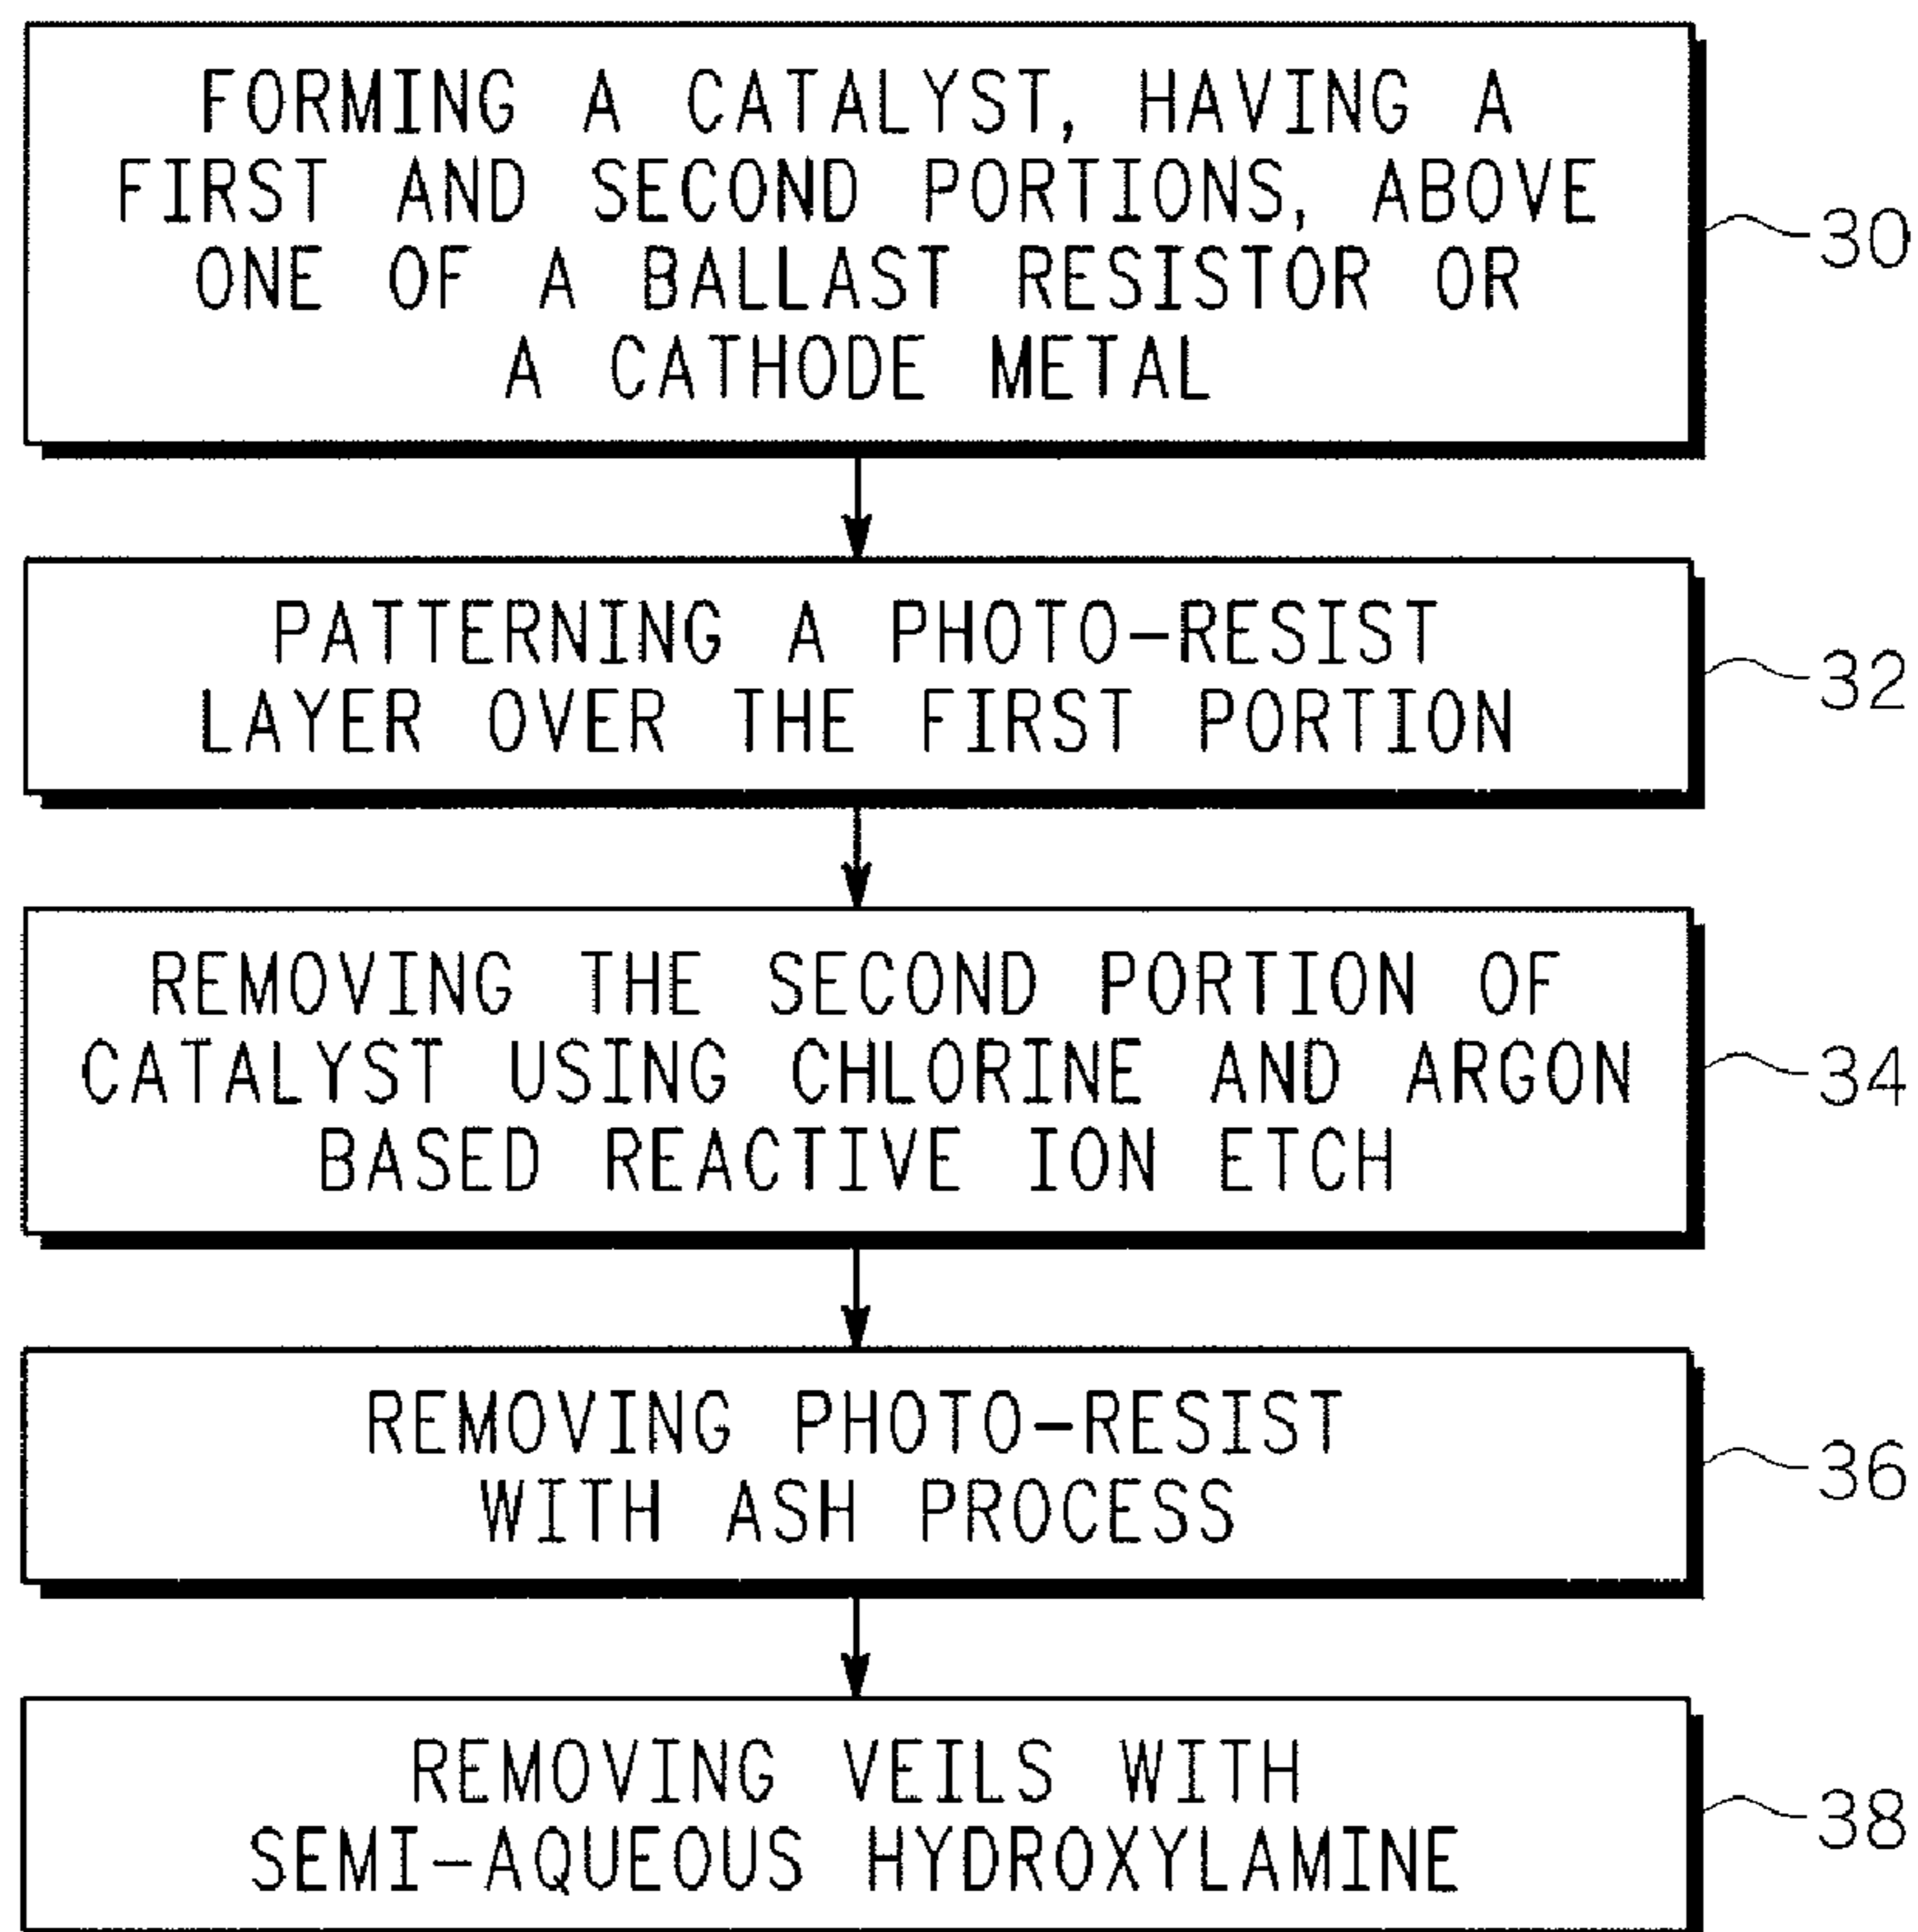 FORMING A CATALYST, HAVING A
FIRST AND SECOND PORTIONS, ABOVE
ONE OF A BALLAST RESISTOR OR
A CATHODE METAL
30
PATTERNING A PHOTO-RESIST
LAYER OVER THE FIRST PORTION
32
REMOVING THE SECOND PORTION OF
CATALYST USING CHLORINE AND ARGON
BASED REACTIVE ION ETCH
34
REMOVING PHOTO-RESIST
WITH ASH PROCESS
36
REMOVING VEILS WITH
SEMI-AQUEOUS HYDROXYLAMINE
38